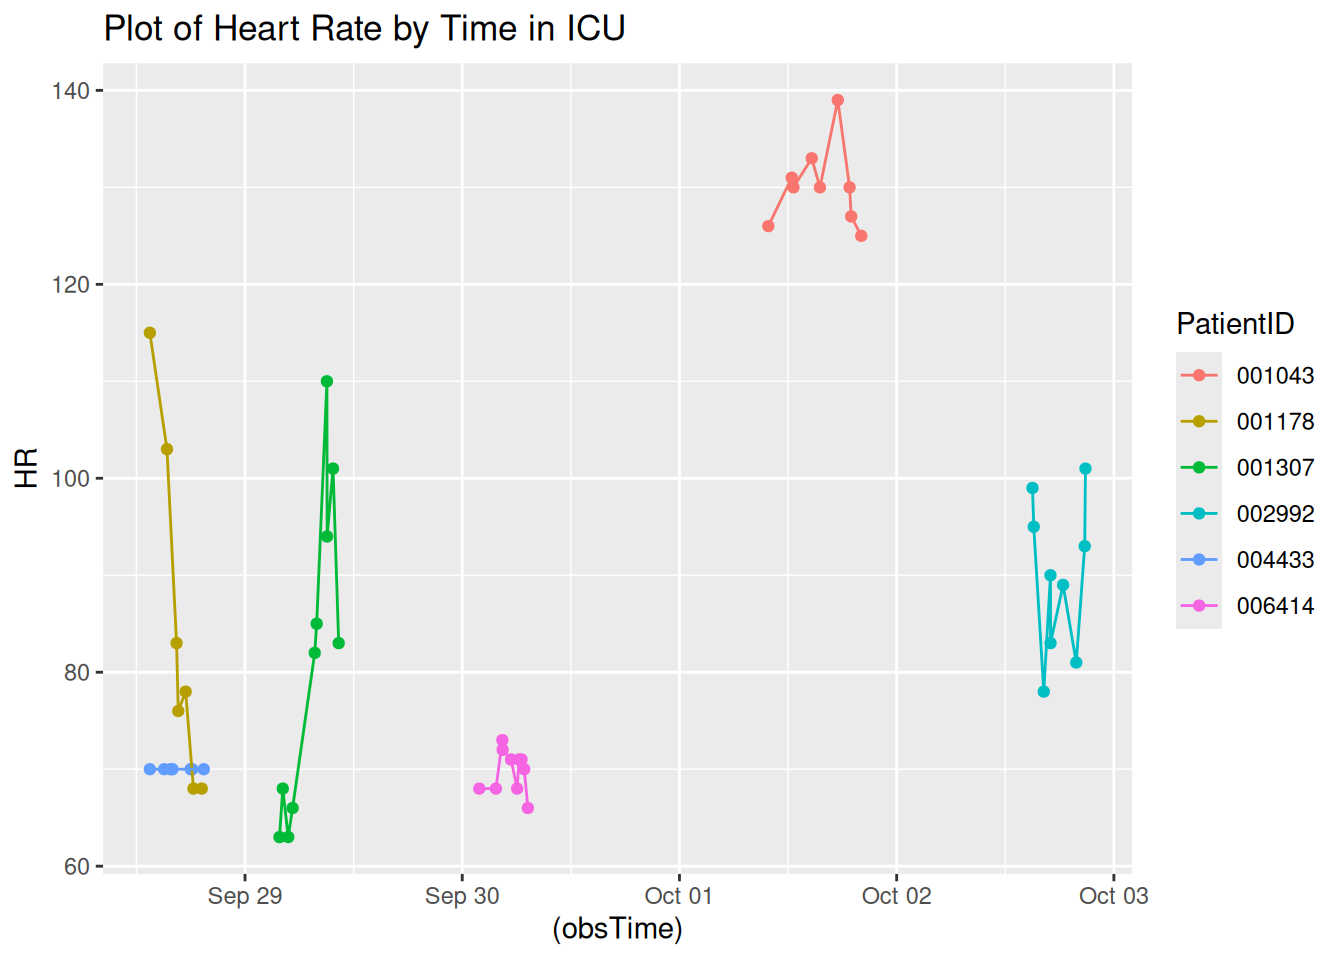 Plot of Heart Rate by Time in ICU
140
120
100
80
60
HR
Sep 29
Sep 30
Oct 01
Oct 02
Oct 03
(obsTime)
PatientID
001043
001178
001307
002992
004433
006414